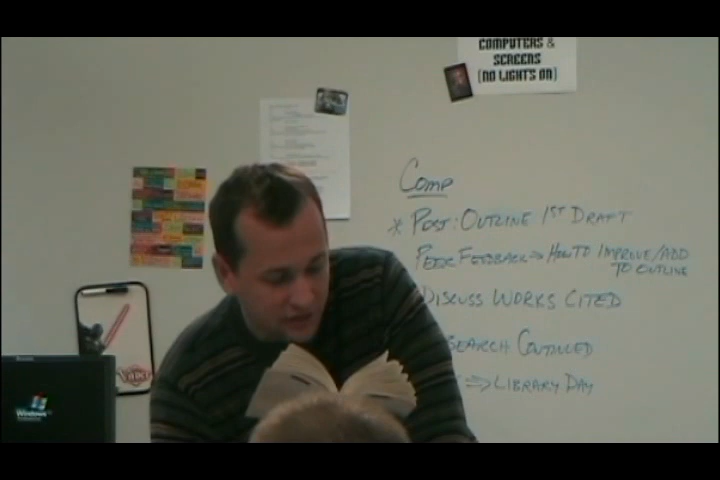 COMPUTERS &
SCREENS
(NO LIGHTS ON)
COMP
* POST: OUTLINE 1ST DRAFT
PEER FEEDBACK => HOW TO IMPROVE/ADD
TO OUTLINE
DISCUSS WORKS CITED
SEARCH CONTINUED
=> LIBRARY DAY
Windows